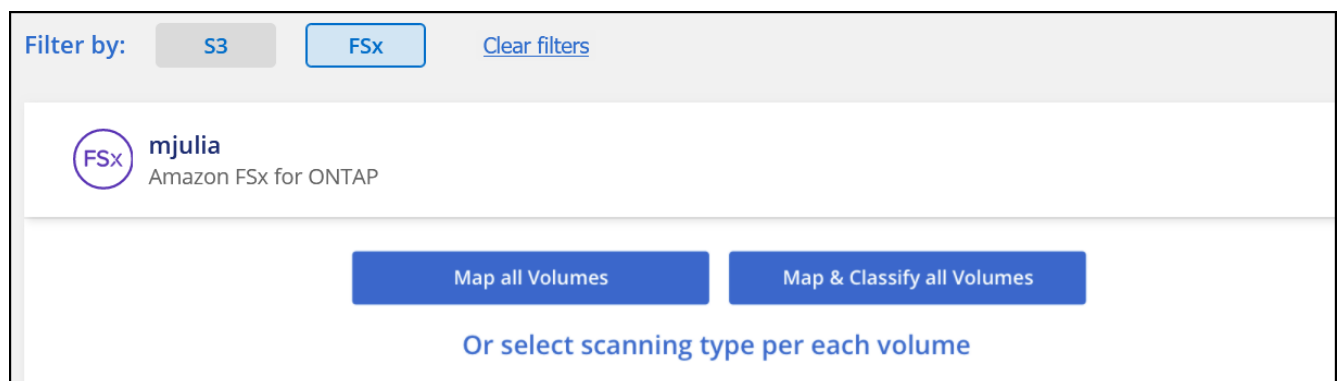 Filter by: S3 FSx Clear filters
FSx mjulia
Amazon FSx for ONTAP
Map all Volumes Map & Classify all Volumes
Or select scanning type per each volume